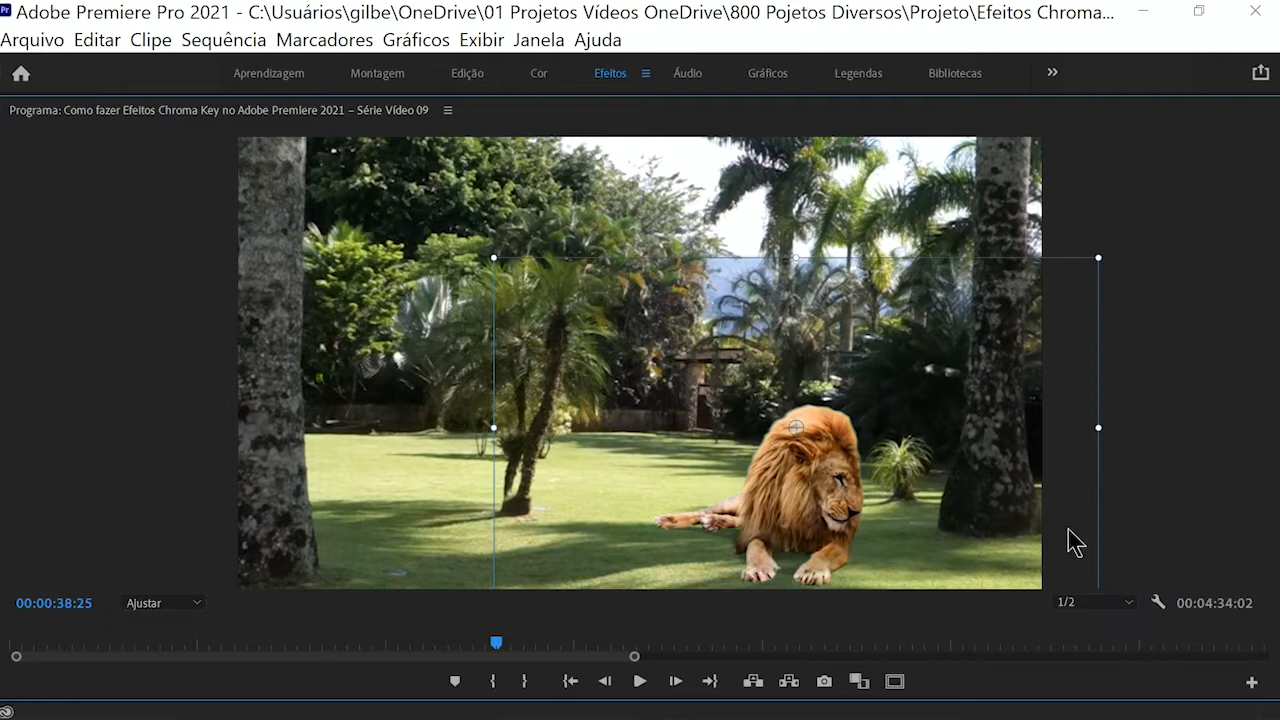 Pr Adobe Premiere Pro 2021 - C:\Usuários\gilbe\OneDrive\01 Projetos Vídeos OneDrive\800 Pojetos Diversos\Projeto\Efeitos Chroma...
Arquivo Editar Clipe Sequência Marcadores Gráficos Exibir Janela Ajuda
Aprendizagem Montagem Edição Cor Efeitos Áudio Gráficos Legendas Bibliotecas
Programa: Como fazer Efeitos Chroma Key no Adobe Premiere 2021 – Série Vídeo 09
00:00:38:25 Ajustar 1/2 00:04:34:02